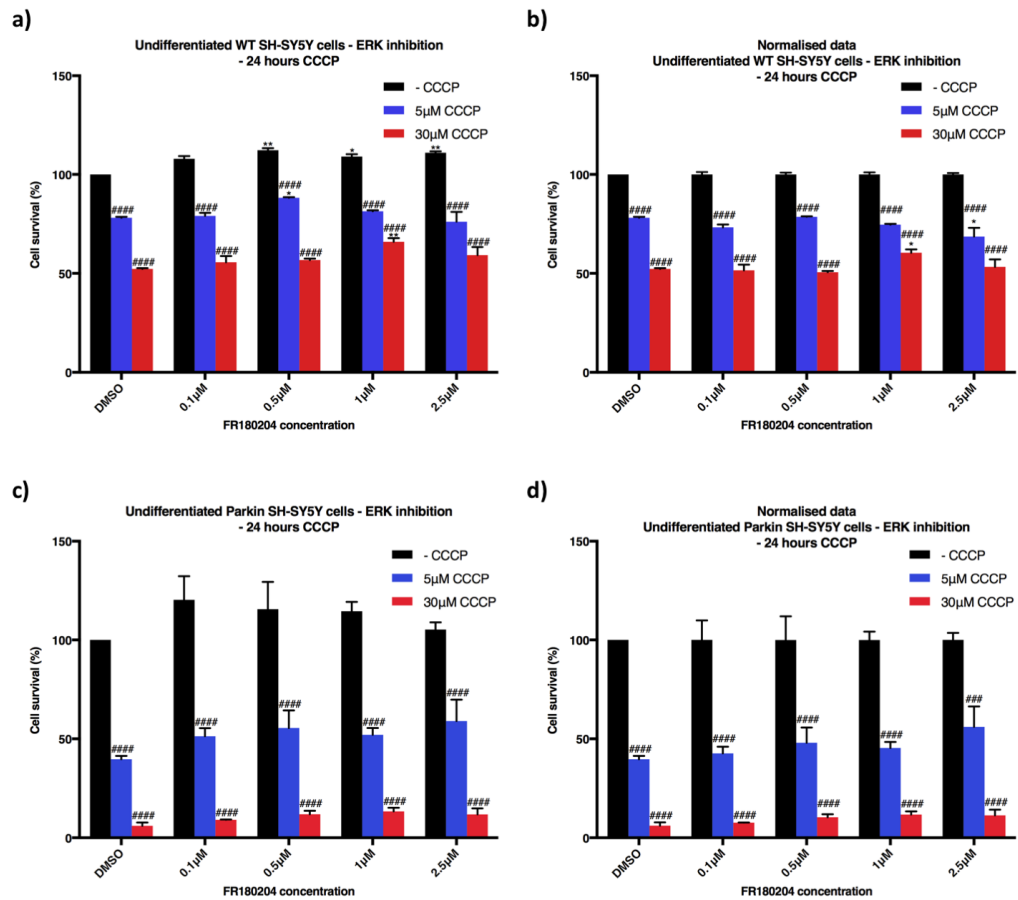 a)
Undifferentiated WT SH-SY5Y cells - ERK inhibition
- 24 hours CCCP
- CCCP
5μM CCCP
30μM CCCP
Cell survival (%)
150
100
50
0
####
####
####
####
**
####
*
####
*
####
####
**
**
####
####
DMSO
0.1μM
0.5μM
1μM
2.5μM
FR180204 concentration
b)
Normalised data
Undifferentiated WT SH-SY5Y cells - ERK inhibition
- 24 hours CCCP
- CCCP
5μM CCCP
30μM CCCP
Cell survival (%)
150
100
50
0
####
####
####
####
####
####
####
####
*
####
*
####
DMSO
0.1μM
0.5μM
1μM
2.5μM
FR180204 concentration
c)
Undifferentiated Parkin SH-SY5Y cells - ERK inhibition
- 24 hours CCCP
- CCCP
5μM CCCP
30μM CCCP
Cell survival (%)
150
100
50
0
####
####
####
####
####
####
####
####
####
####
DMSO
0.1μM
0.5μM
1μM
2.5μM
FR180204 concentration
d)
Normalised data
Undifferentiated Parkin SH-SY5Y cells - ERK inhibition
- 24 hours CCCP
- CCCP
5μM CCCP
30μM CCCP
Cell survival (%)
150
100
50
0
####
####
####
####
####
####
####
####
###
####
DMSO
0.1μM
0.5μM
1μM
2.5μM
FR180204 concentration